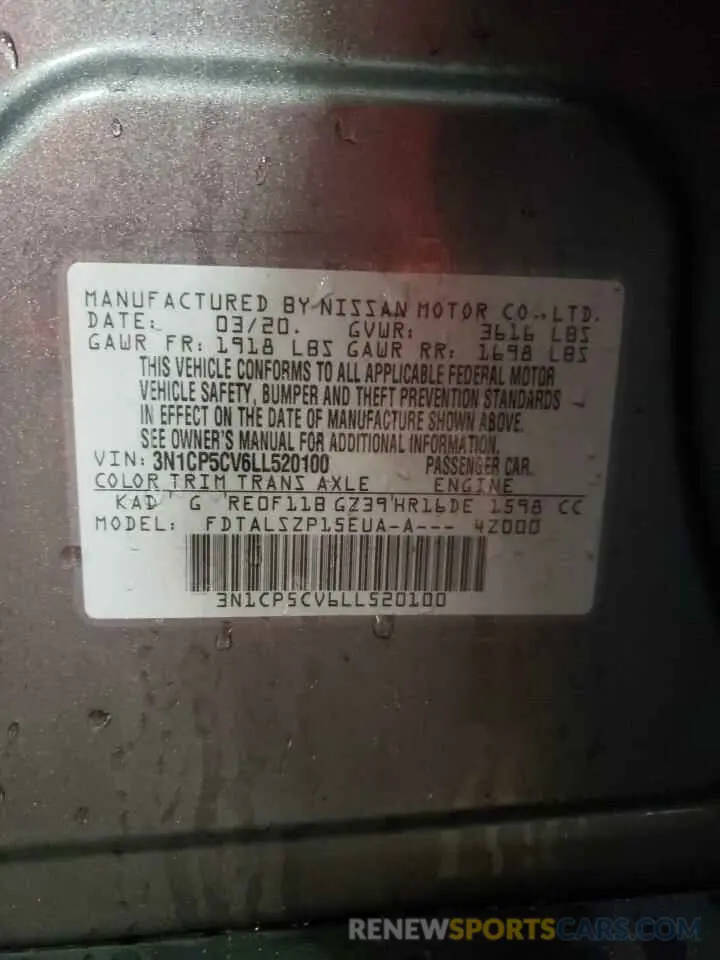 MANUFACTURED BY NISSAN MOTOR CO., LTD.
DATE: 03/20. GVWR: 3616 LBS
GAWR FR: 1918 LBS GAWR RR: 1698 LBS
THIS VEHICLE CONFORMS TO ALL APPLICABLE FEDERAL MOTOR
VEHICLE SAFETY, BUMPER AND THEFT PREVENTION STANDARDS
IN EFFECT ON THE DATE OF MANUFACTURE SHOWN ABOVE.
SEE OWNER'S MANUAL FOR ADDITIONAL INFORMATION.
VIN: 3N1CP5CV6LL520100 PASSENGER CAR
COLOR TRIM TRANS AXLE ENGINE
KAD G RE0F11B GZ39 HR16DE 1598 CC
MODEL: FDTALSZP15EUA-A--- 4Z000
3N1CP5CV6LL520100
RENEWSPORTSCARS.COM